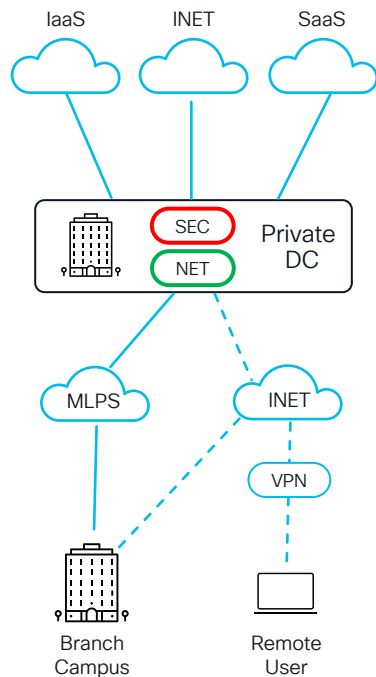 IaaS
INET
SaaS
SEC
NET
Private
DC
MLPS
INET
VPN
Branch
Campus
Remote
User